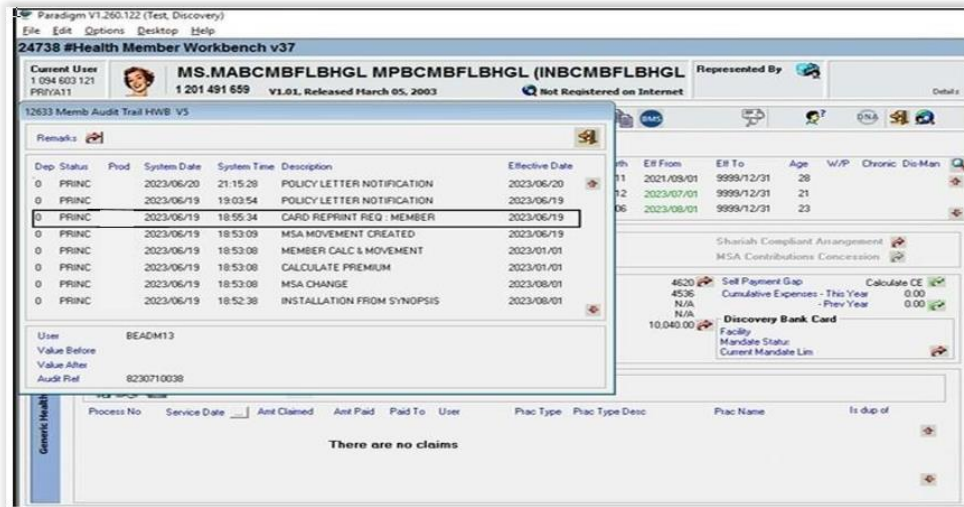 Paradigm V1.260.122 (Test, Discovery)
File Edit Options Desktop Help
24738 #Health Member Workbench v37
Current User
1 094 603 121
PRIYA11
MS.MABCMBFLBHGL MPBCMBFLBHGL (INBCMBFLBHGL
1 201 491 659 V1.01, Released March 05, 2003 Not Registered on Internet
Represented By
Details
12633 Memb Audit Trail HWB V5
Remarks
BMS DNA
Dep Status Prod System Date System Time Description Effective Date
0 PRINC 2023/06/20 21:15:28 POLICY LETTER NOTIFICATION 2023/06/20
0 PRINC 2023/06/19 19:03:54 POLICY LETTER NOTIFICATION 2023/06/19
0 PRINC 2023/06/19 18:55:34 CARD REPRINT REQ : MEMBER 2023/06/19
0 PRINC 2023/06/19 18:53:09 MSA MOVEMENT CREATED 2023/06/19
0 PRINC 2023/06/19 18:53:08 MEMBER CALC & MOVEMENT 2023/01/01
0 PRINC 2023/06/19 18:53:08 CALCULATE PREMIUM 2023/01/01
0 PRINC 2023/06/19 18:53:08 MSA CHANGE 2023/08/01
0 PRINC 2023/06/19 18:52:38 INSTALLATION FROM SYNOPSIS 2023/08/01
User BEADM13
Value Before
Value After
Audit Ref 8230710038
rth Eff From Eff To Age W/P Chronic Dis-Man
11 2021/09/01 9999/12/31 28
12 2023/07/01 9999/12/31 21
06 2023/08/01 9999/12/31 23
Shariah Compliant Arrangement
MSA Contributions Concession
4620 Self Payment Gap Calculate CE
4536 Cumulative Expenses - This Year 0.00
N/A - Prev Year 0.00
N/A
10,040.00
Discovery Bank Card
Facility
Mandate Status
Current Mandate Lim
Generic Health
Process No Service Date ... Amt Claimed Amt Paid Paid To User Prac Type Prac Type Desc Prac Name Is dup of
There are no claims